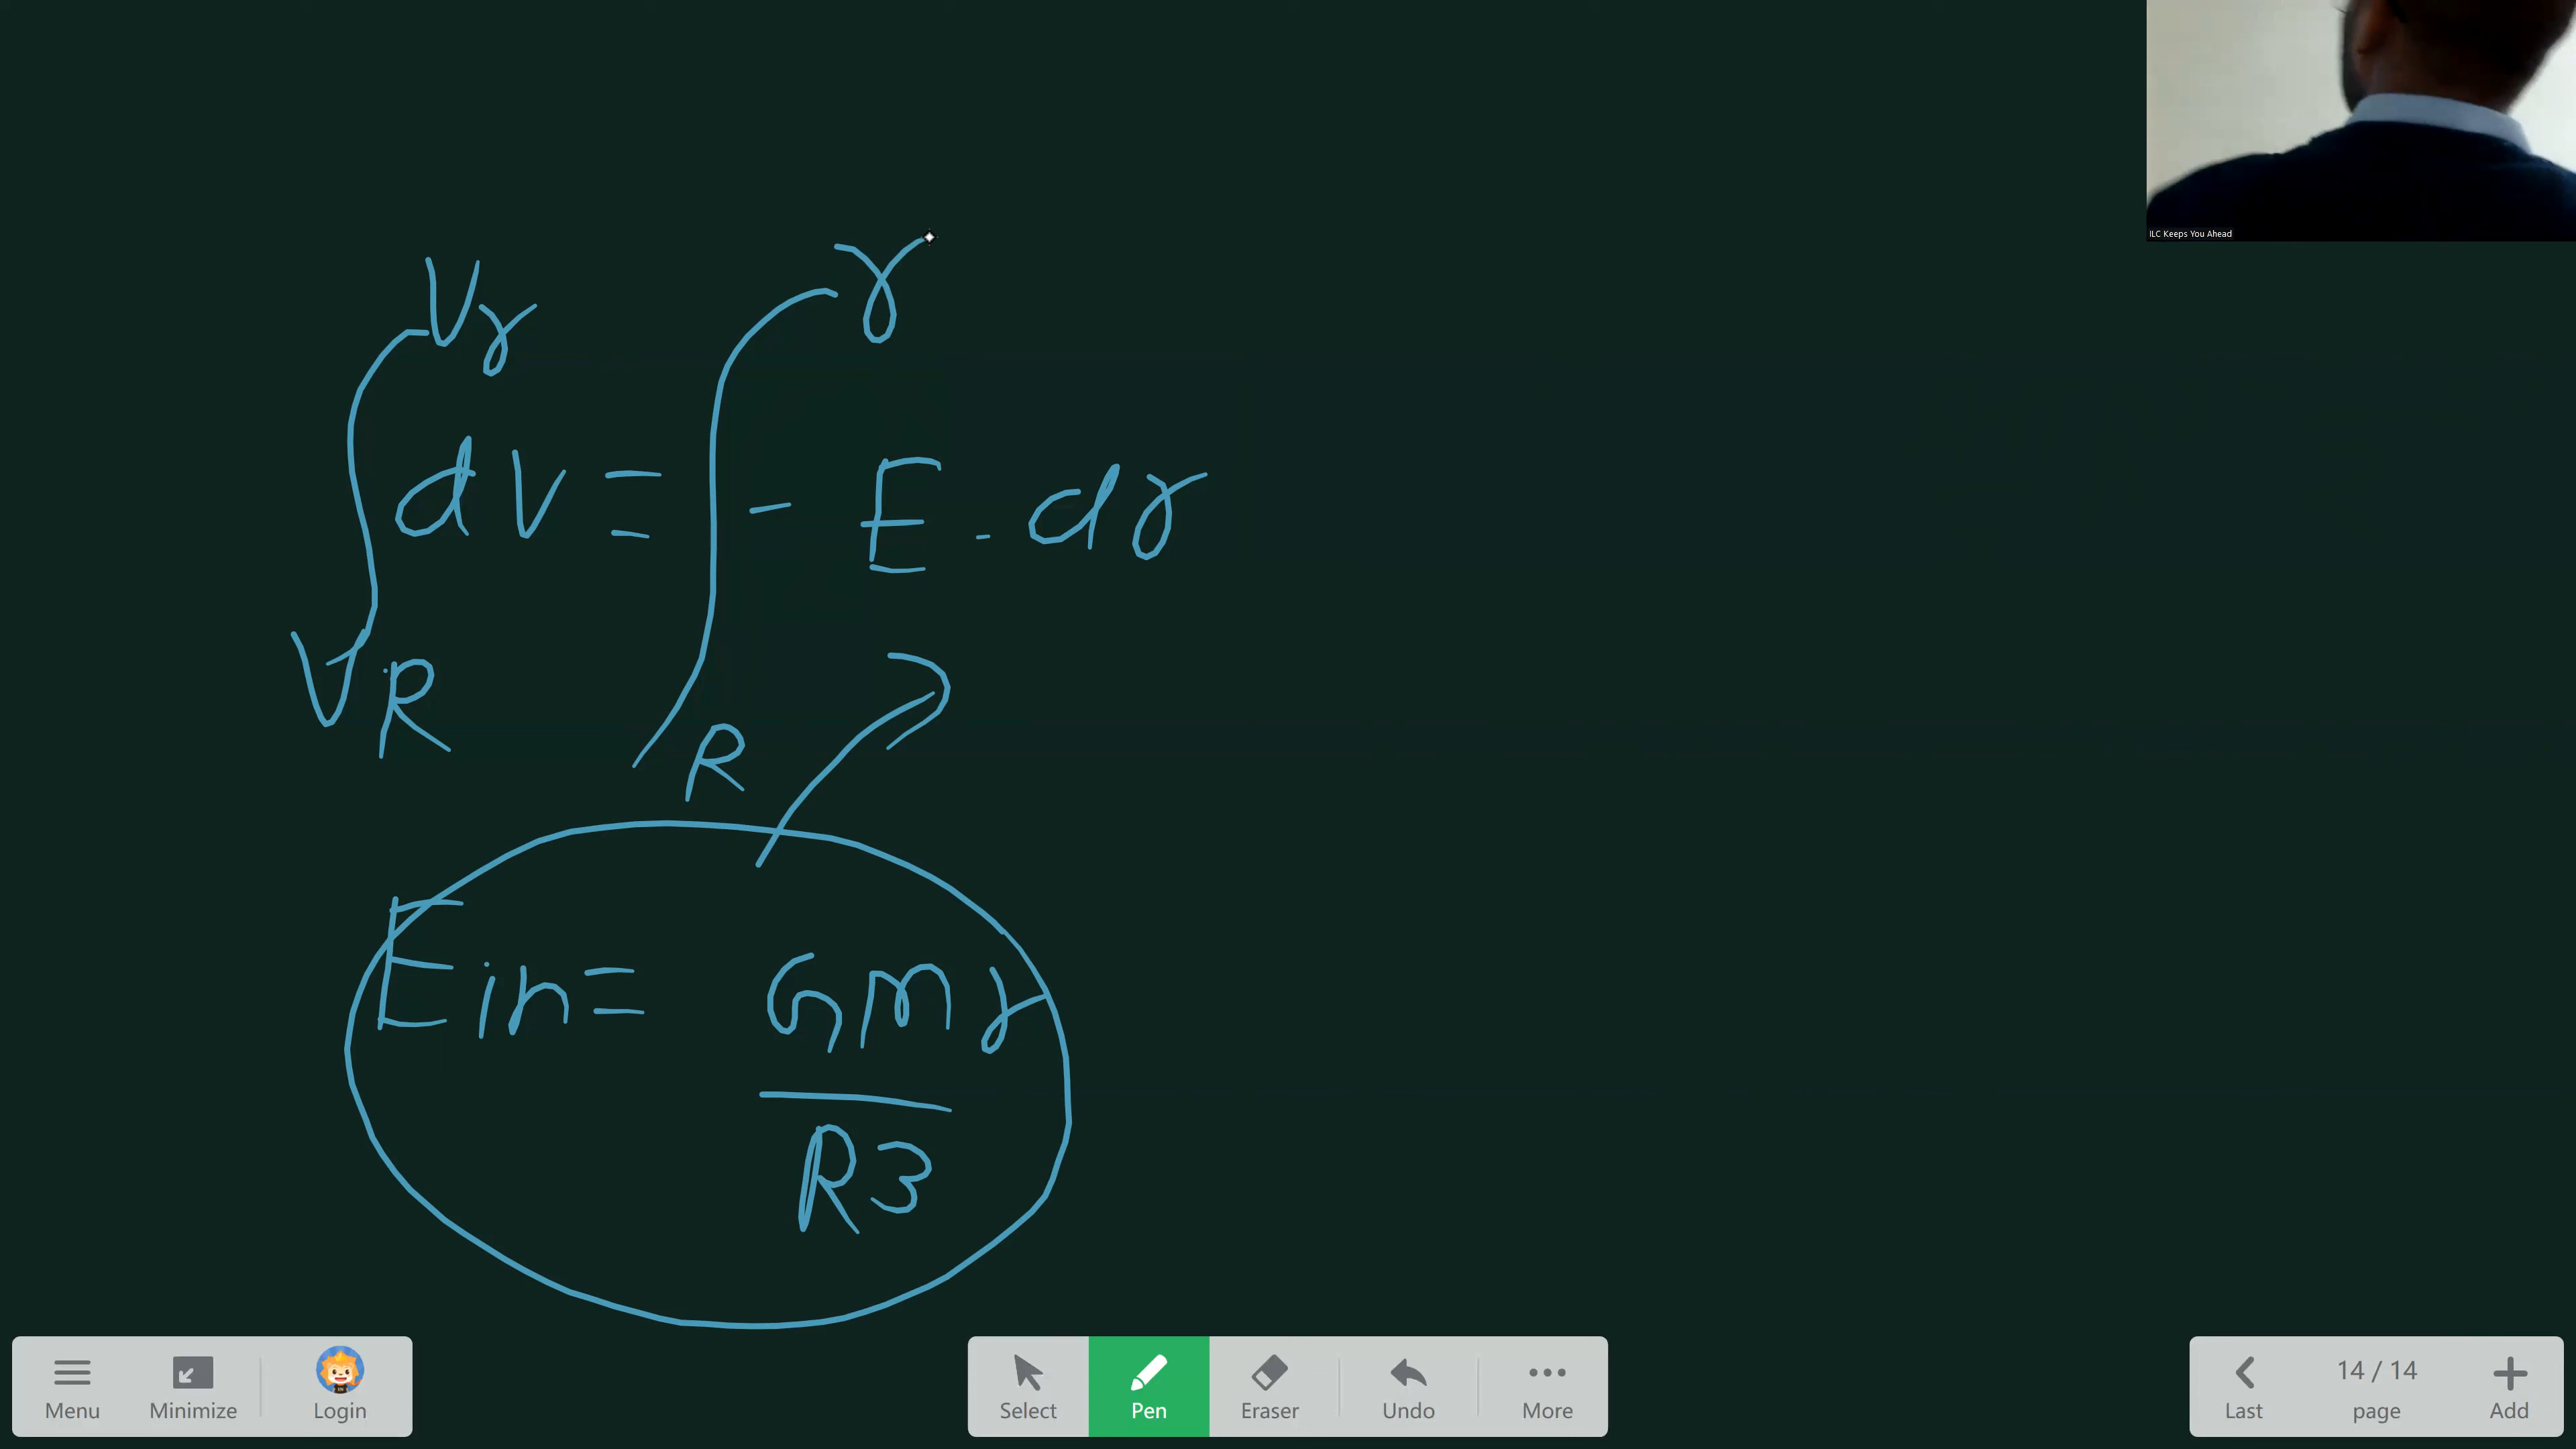 ILC Keeps You Ahead
Vr r
∫ dV = ∫ - E . dr
VR R
Ein = Gmr
R3
Menu Minimize Login Select Pen Eraser Undo More Last 14 / 14 page Add